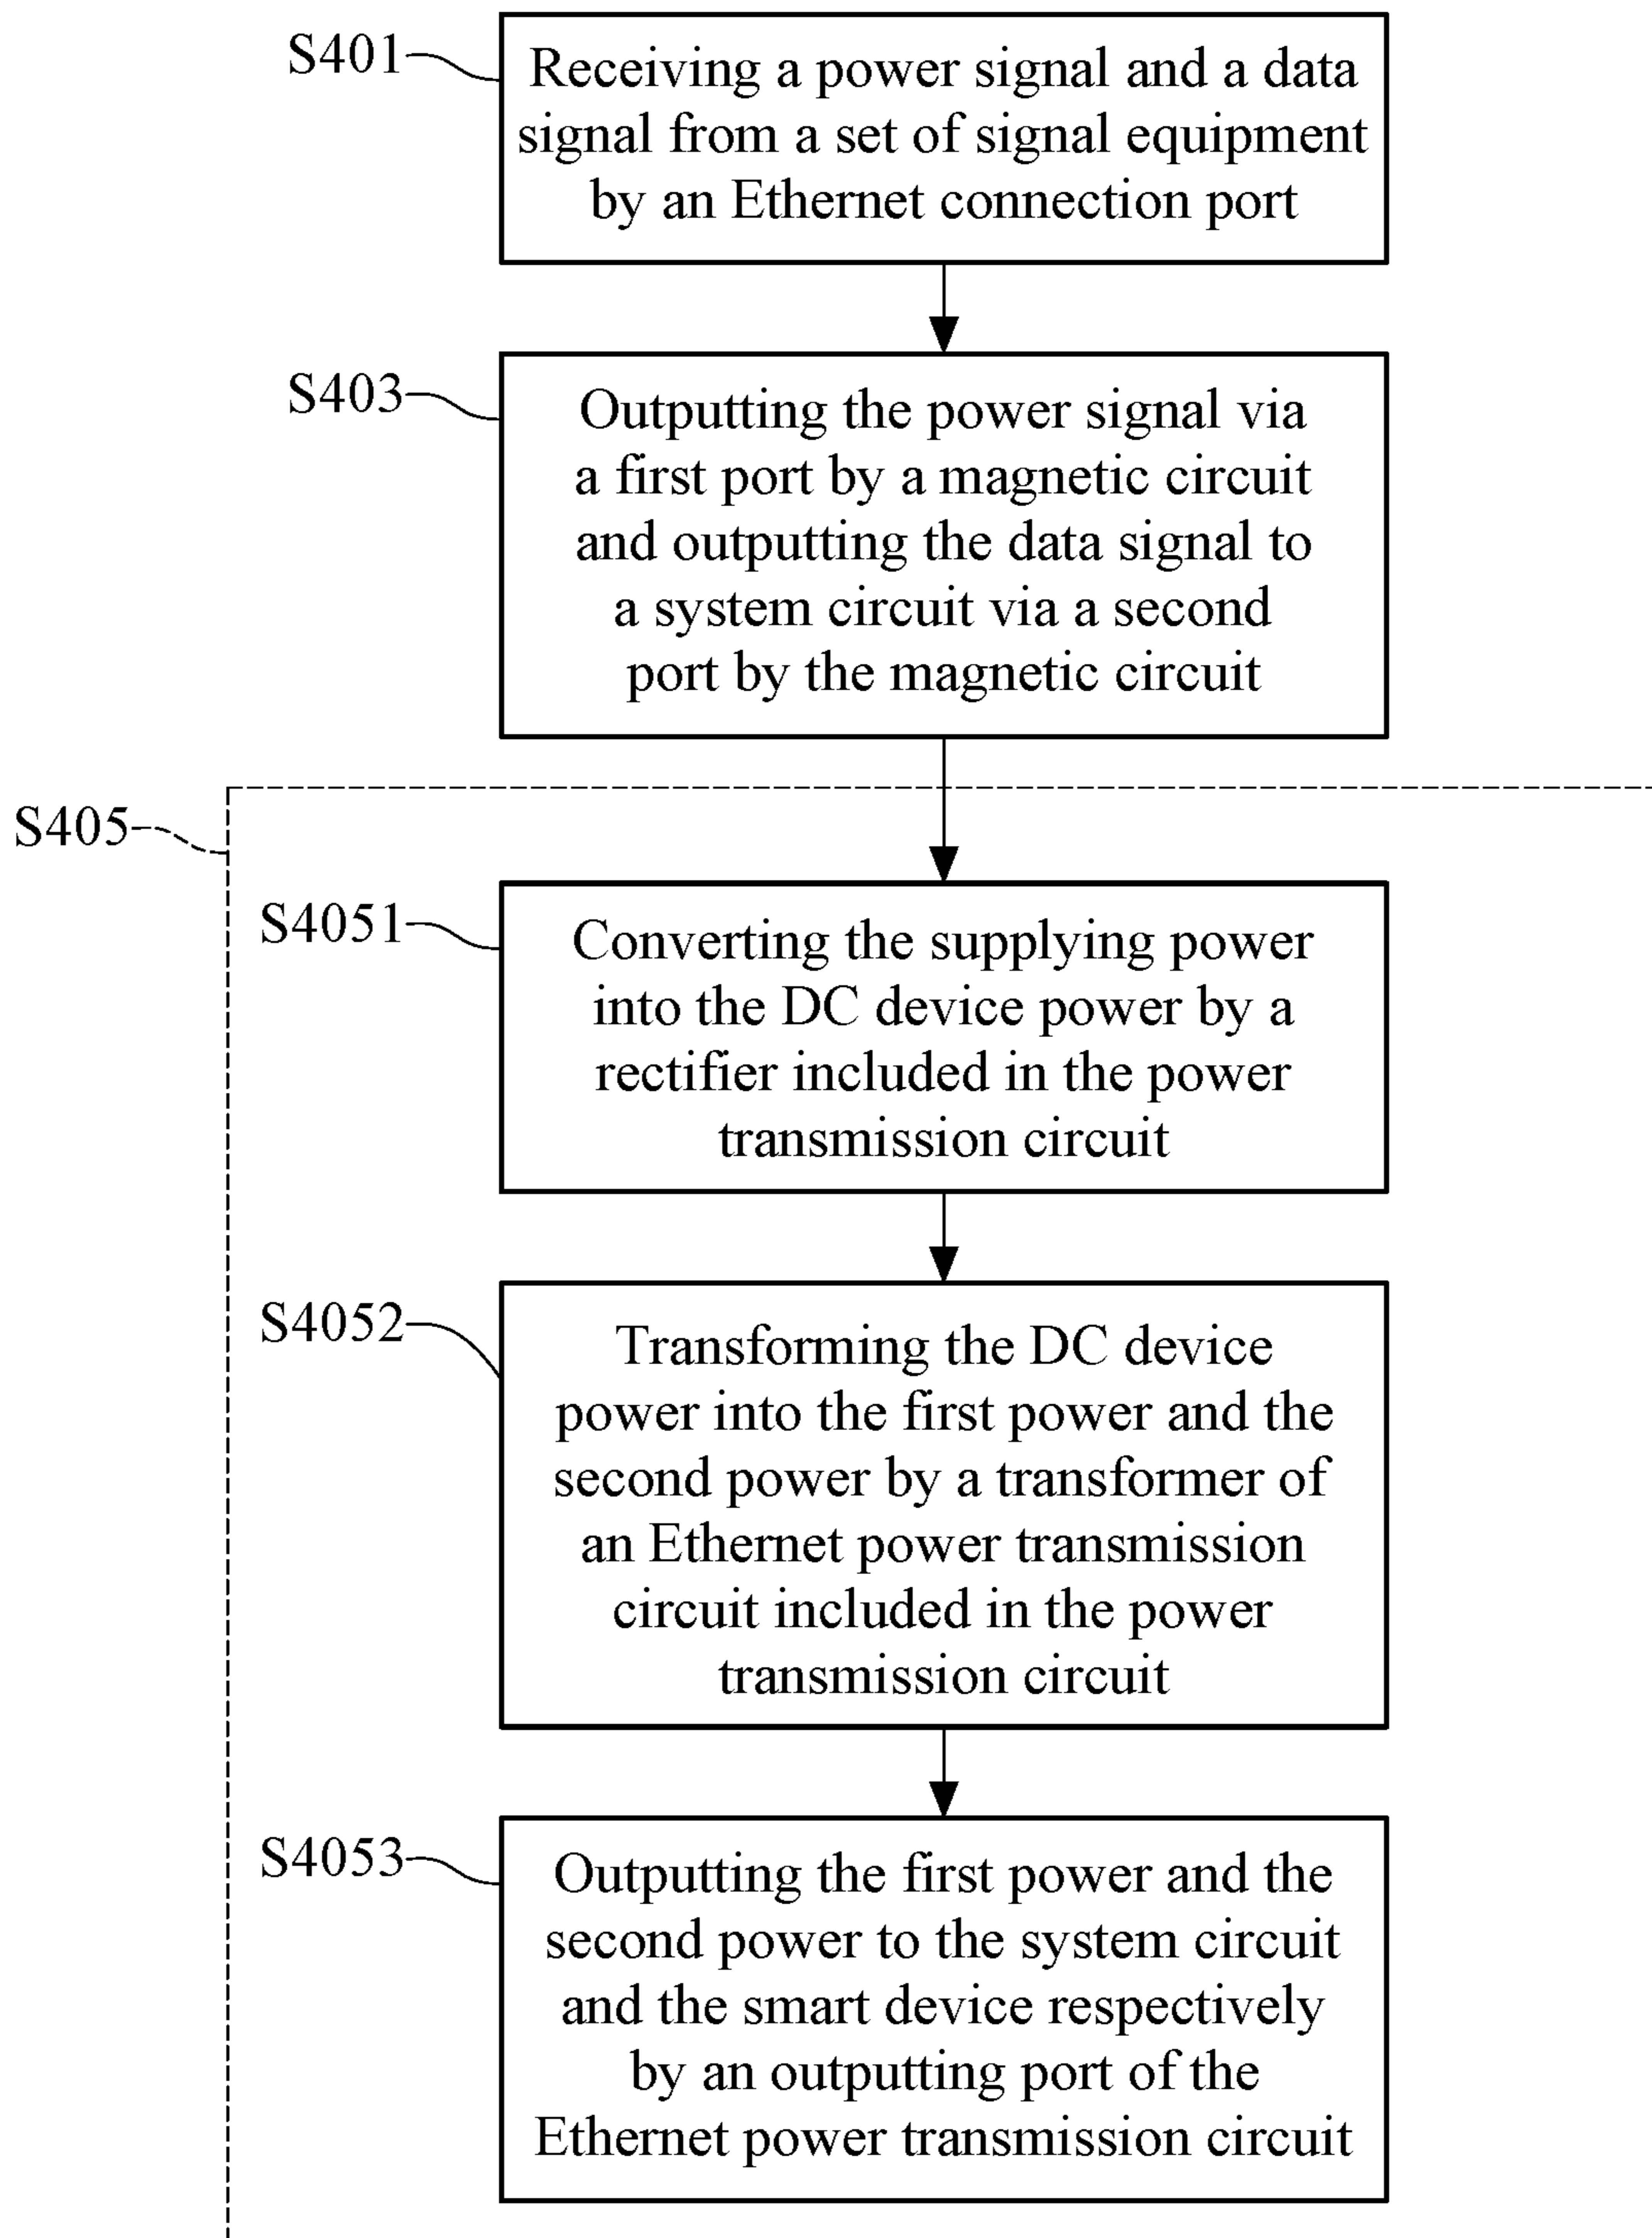 S401
Receiving a power signal and a data
signal from a set of signal equipment
by an Ethernet connection port
S403
Outputting the power signal via
a first port by a magnetic circuit
and outputting the data signal to
a system circuit via a second
port by the magnetic circuit
S405
S4051
Converting the supplying power
into the DC device power by a
rectifier included in the power
transmission circuit
S4052
Transforming the DC device
power into the first power and the
second power by a transformer of
an Ethernet power transmission
circuit included in the power
transmission circuit
S4053
Outputting the first power and the
second power to the system circuit
and the smart device respectively
by an outputting port of the
Ethernet power transmission circuit